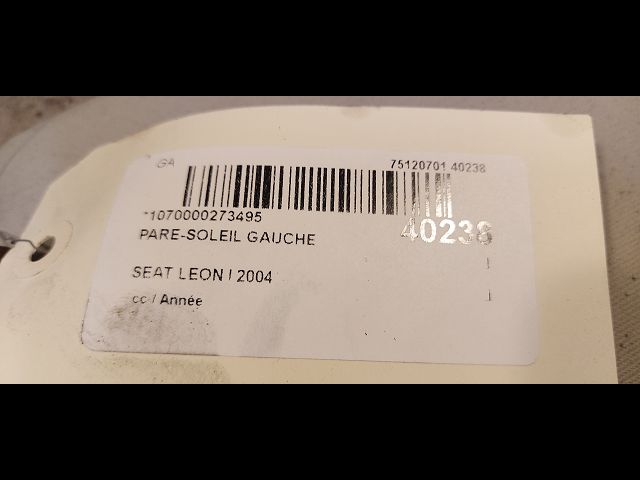 GA 75120701 40238
*1070000273495
PARE-SOLEIL GAUCHE
40238
SEAT LEON I 2004
cc / Année